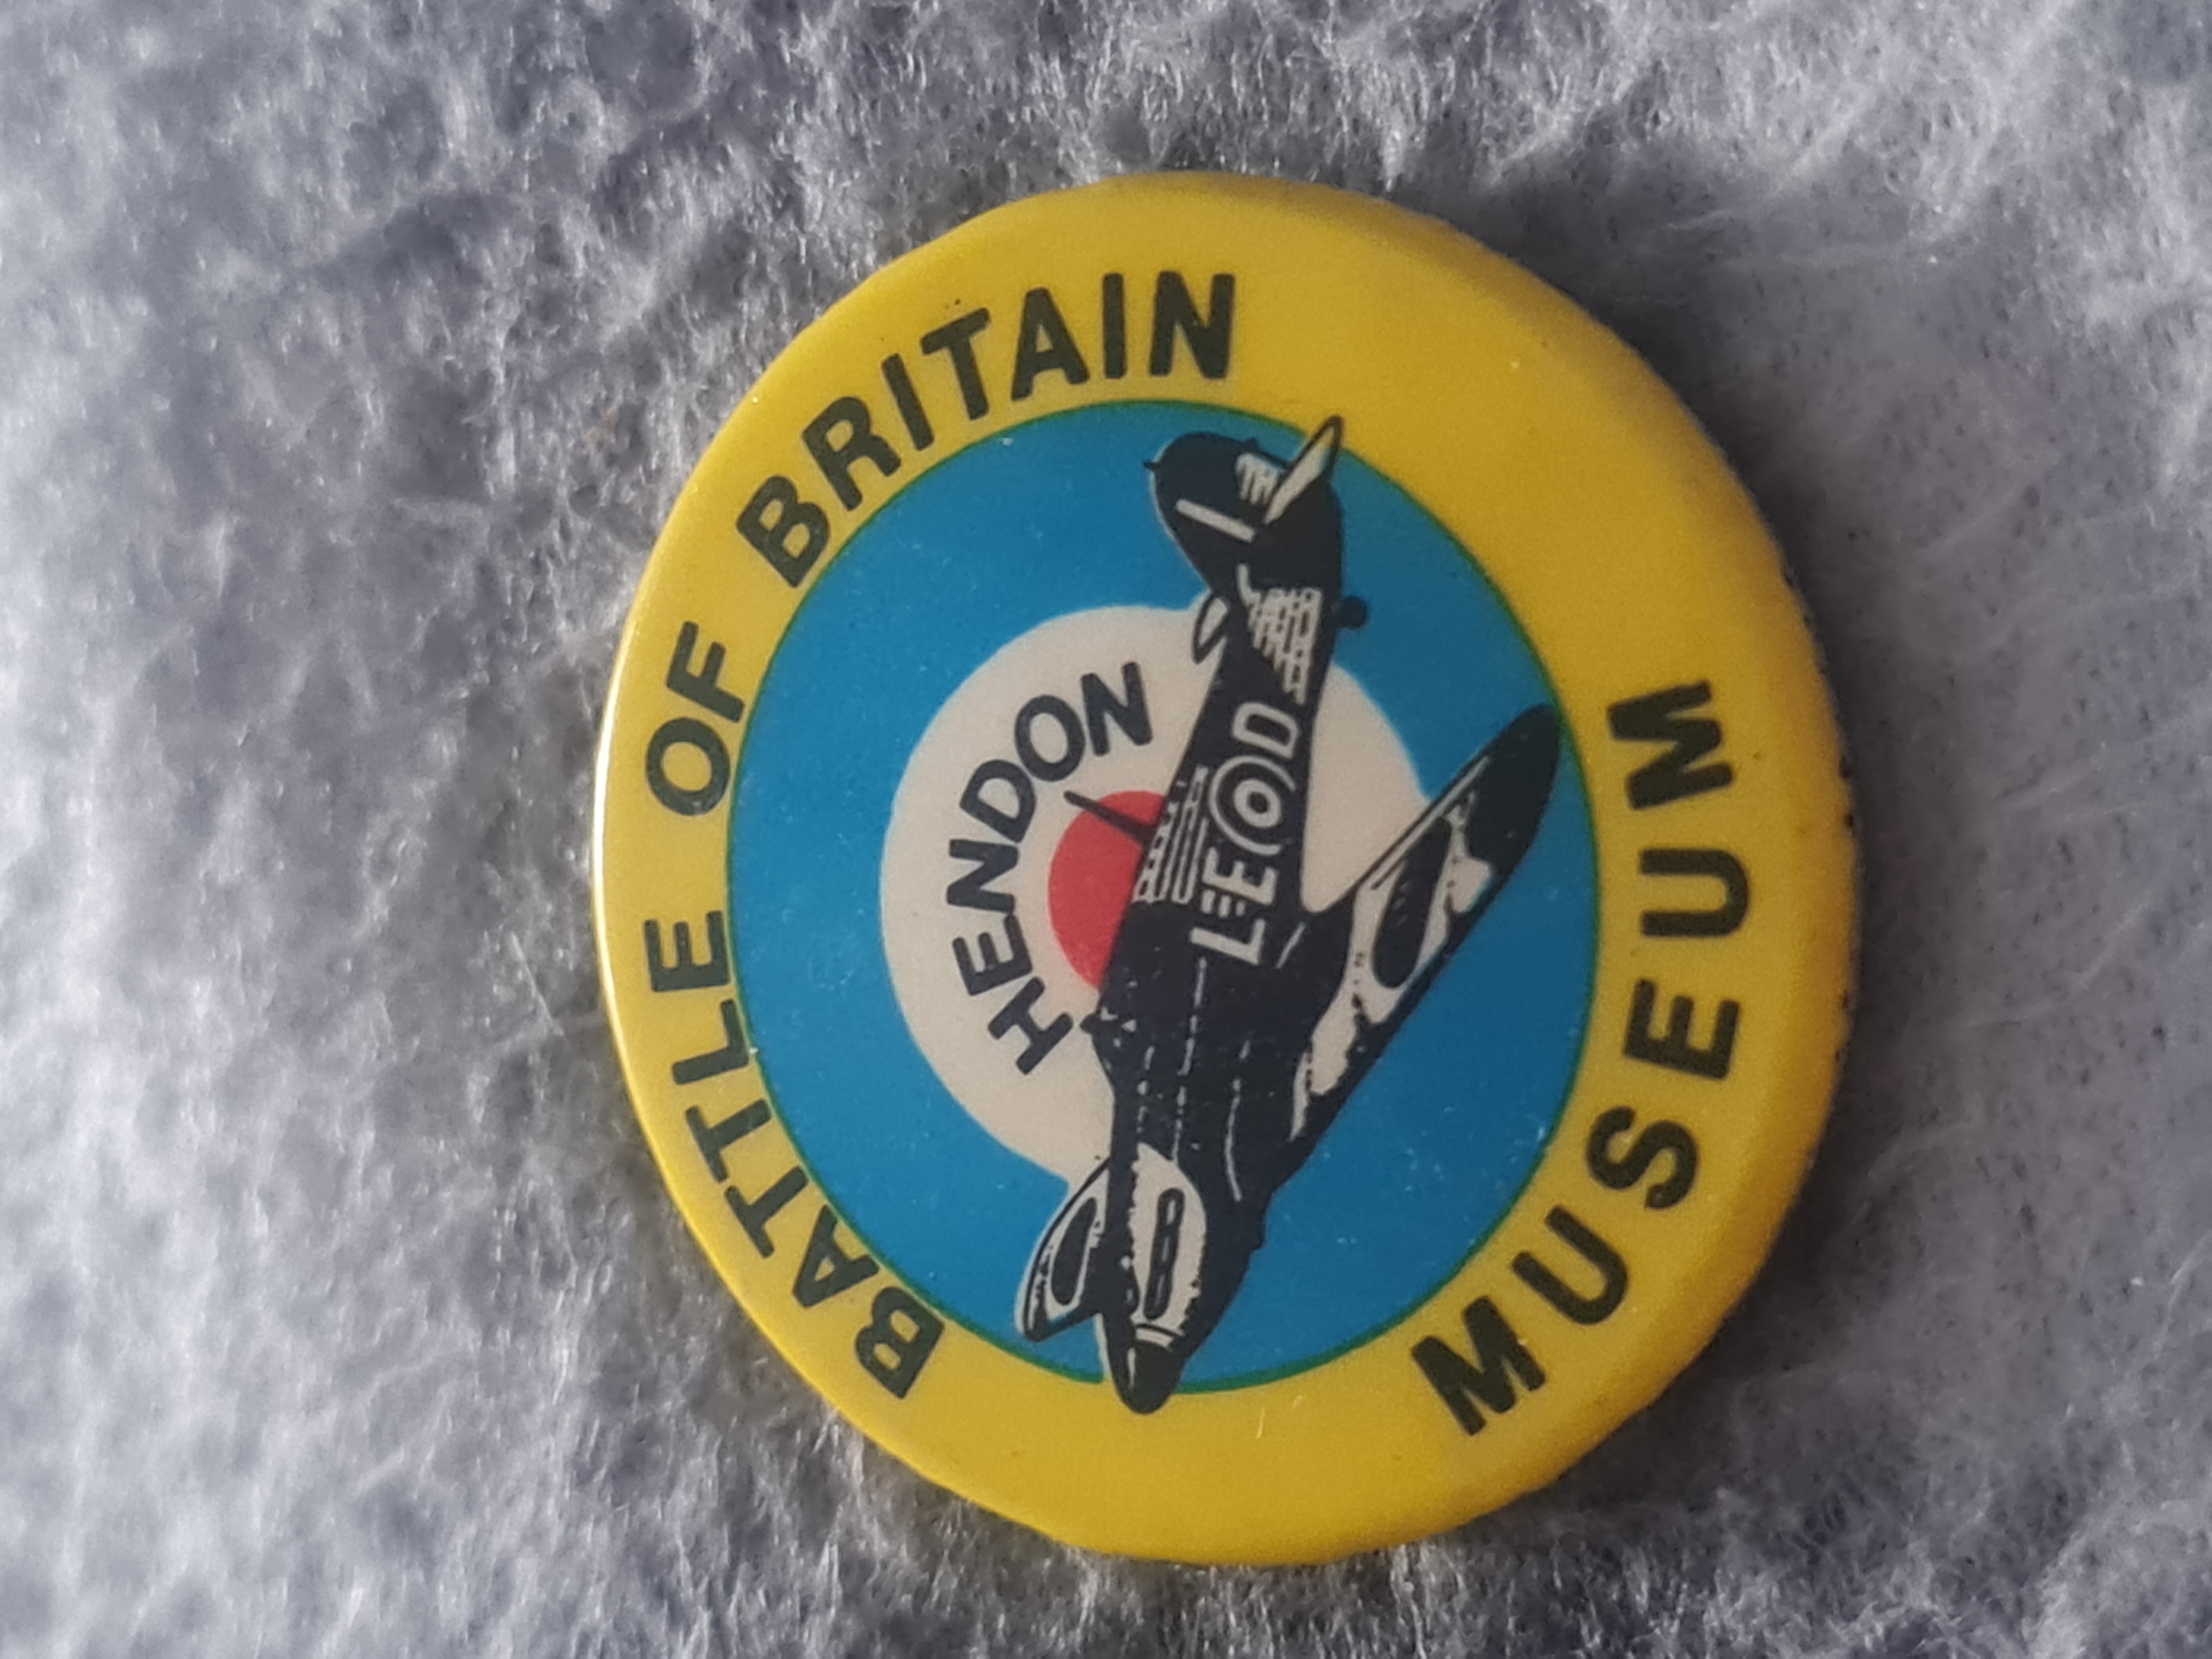 BATTLE OF BRITAIN
MUSEUM
HENDON
LE O D